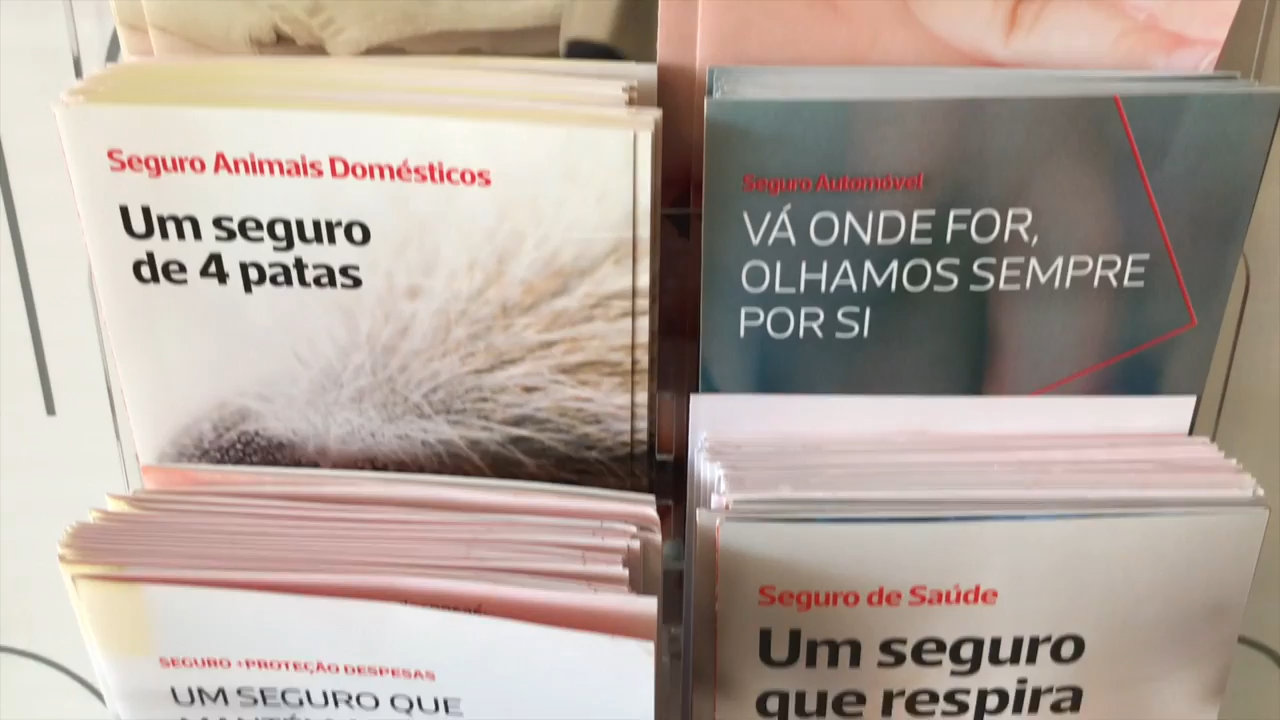 Seguro Animais Domésticos
Um seguro
de 4 patas
Seguro Automóvel
VÁ ONDE FOR,
OLHAMOS SEMPRE
POR SI
SEGURO +PROTEÇÃO DESPESAS
UM SEGURO QUE
Seguro de Saúde
Um seguro
que respira